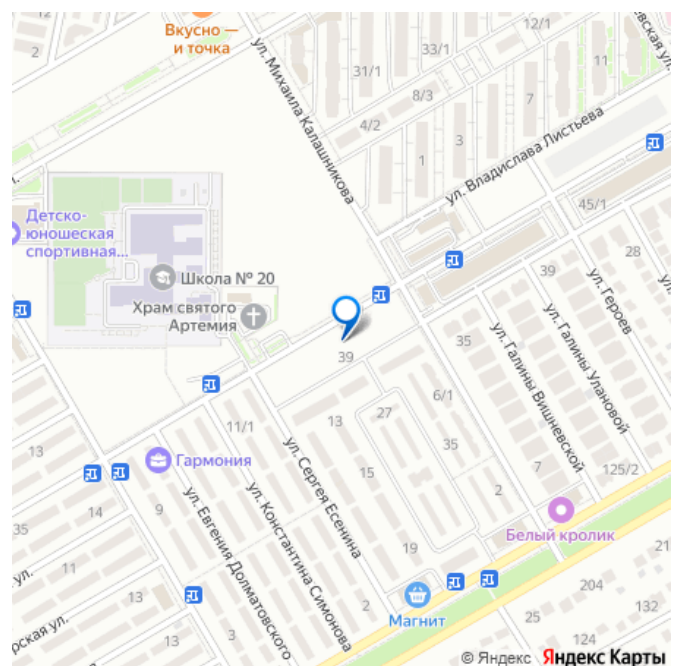 12/1
Вкусно —
и точка
2
33/1
31/1
11
8/3
7
4/2
3
1
ул. Михаила Калашникова
ул. Владислава Листьева
45/1
Детско-
юношеская
спортивная...
Школа № 20
Храм святого
Артемия
28
39
ул. Героев
35
39
ул. Галины Улановой
ул. Галины Вишневской
6/1
27
13
11/1
35
13
Гармония
15
7
125/2
2
14
9
35
ул. Сергея Есенина
ул. Константина Симонова
ул. Евгения Долматовского
Белый кролик
19
21
204
132
ул.
13
2
Магнит
25
124
рская ул.
13
3
© Яндекс Яндекс Карты